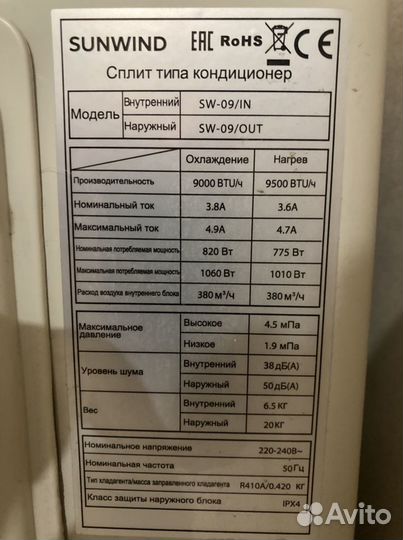 SUNWIND EAC RoHS CE
Сплит типа кондиционер
Модель Внутренний SW-09/IN
Наружный SW-09/OUT
Охлаждение Нагрев
Производительность 9000 BTU/ч 9500 BTU/ч
Номинальный ток 3.8A 3.6A
Максимальный ток 4.9A 4.7A
Номинальная потребляемая мощность 820 Вт 775 Вт
Максимальная потребляемая мощность 1060 Вт 1010 Вт
Расход воздуха внутреннего блока 380 м³/ч 380 м³/ч
Максимальное давление Высокое 4.5 мПа
Низкое 1.9 мПа
Уровень шума Внутренний 38 дБ(А)
Наружный 50 дБ(А)
Вес Внутренний 6.5 КГ
Наружный 20 КГ
Номинальное напряжение 220-240В~
Номинальная частота 50 Гц
Тип хладагента/масса заправленного хладагента R410A/0.420 КГ
Класс защиты наружного блока IPX4
Avito